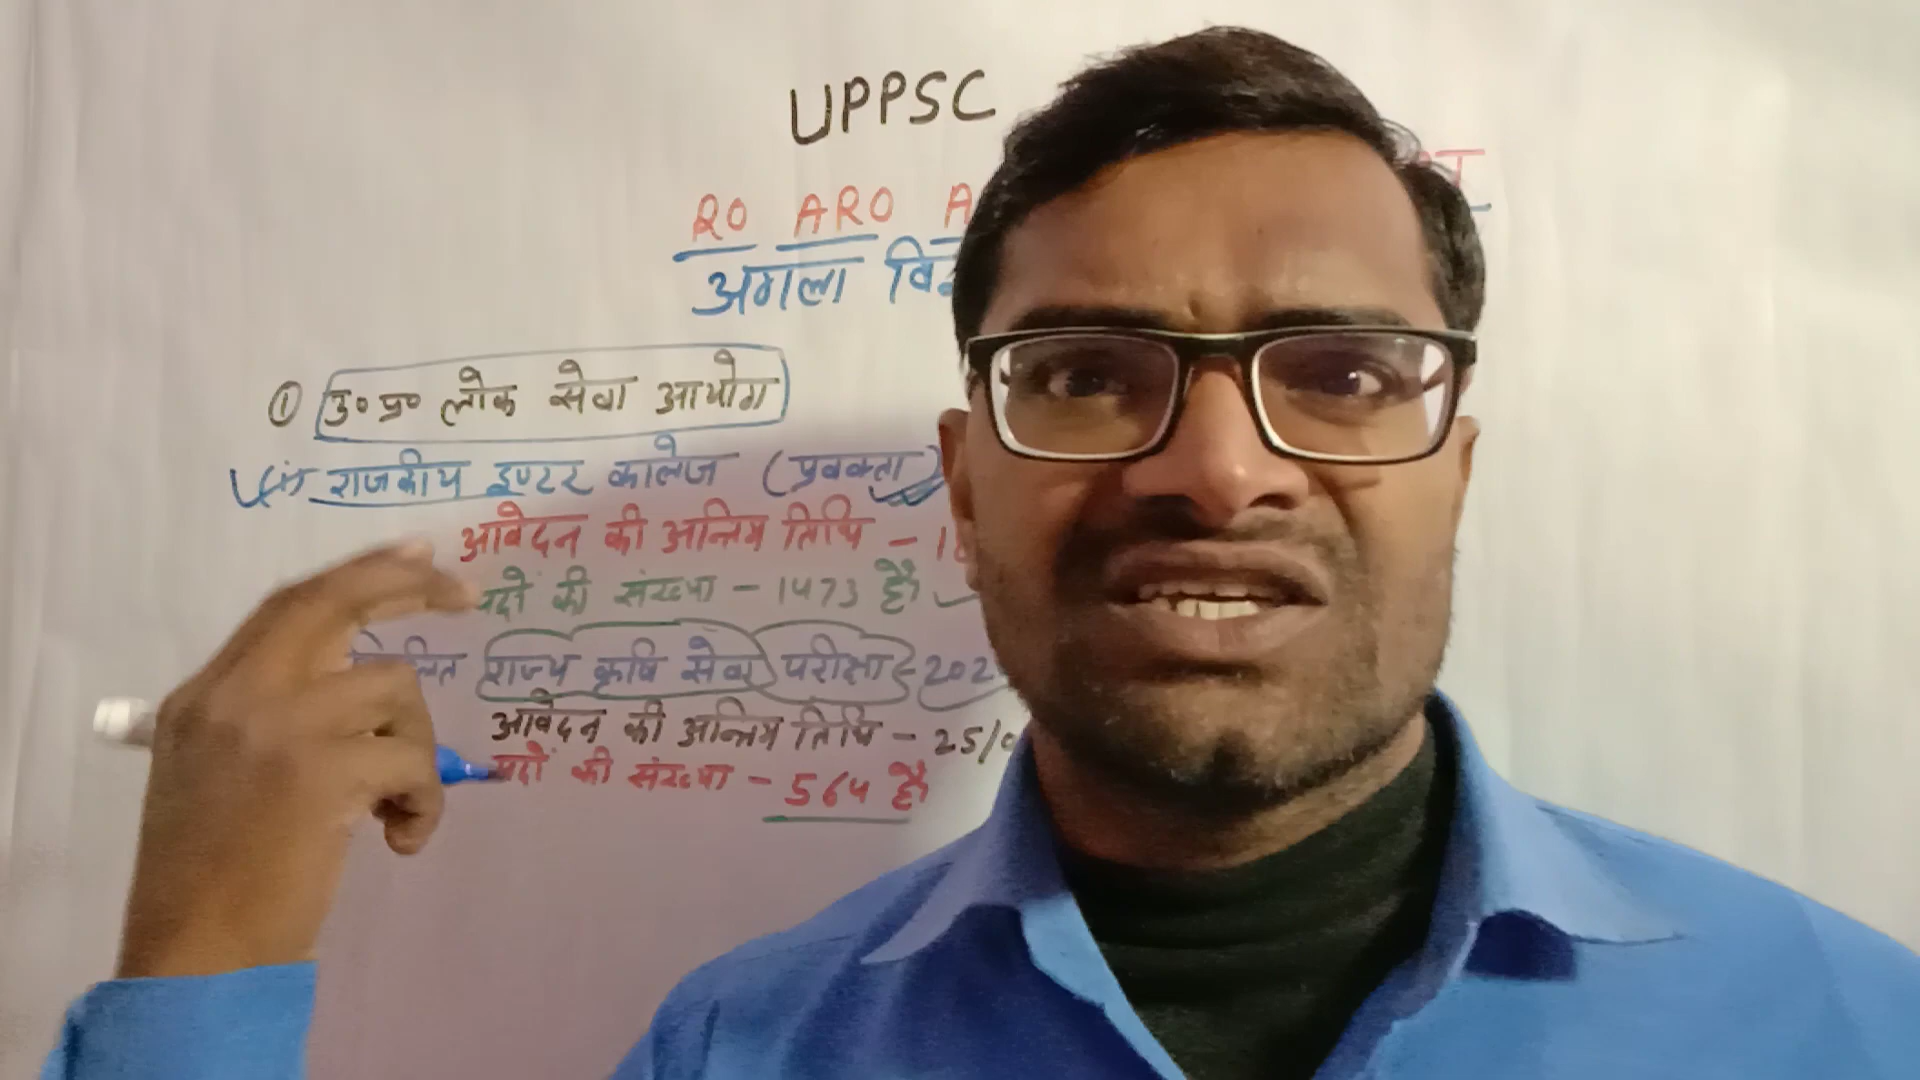 UPPSC
RO ARO
अगला
① उ० प्र० लोक सेवा आयोग
राजकीय इण्टर कालेज (प्रवक्ता)
आवेदन की अन्तिम तिथि -
पदों की संख्या - 1473 है
राज्य कृषि सेवा परीक्षा -
आवेदन की अन्तिम तिथि - 25/
पदों की संख्या - 564 है